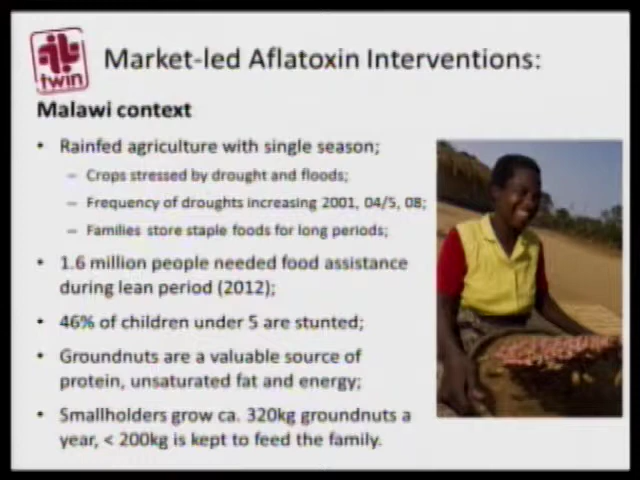 twin
Market-led Aflatoxin Interventions:
Malawi context
• Rainfed agriculture with single season;
– Crops stressed by drought and floods;
– Frequency of droughts increasing 2001, 04/5, 08;
– Families store staple foods for long periods;
• 1.6 million people needed food assistance
during lean period (2012);
• 46% of children under 5 are stunted;
• Groundnuts are a valuable source of
protein, unsaturated fat and energy;
• Smallholders grow ca. 320kg groundnuts a
year, < 200kg is kept to feed the family.